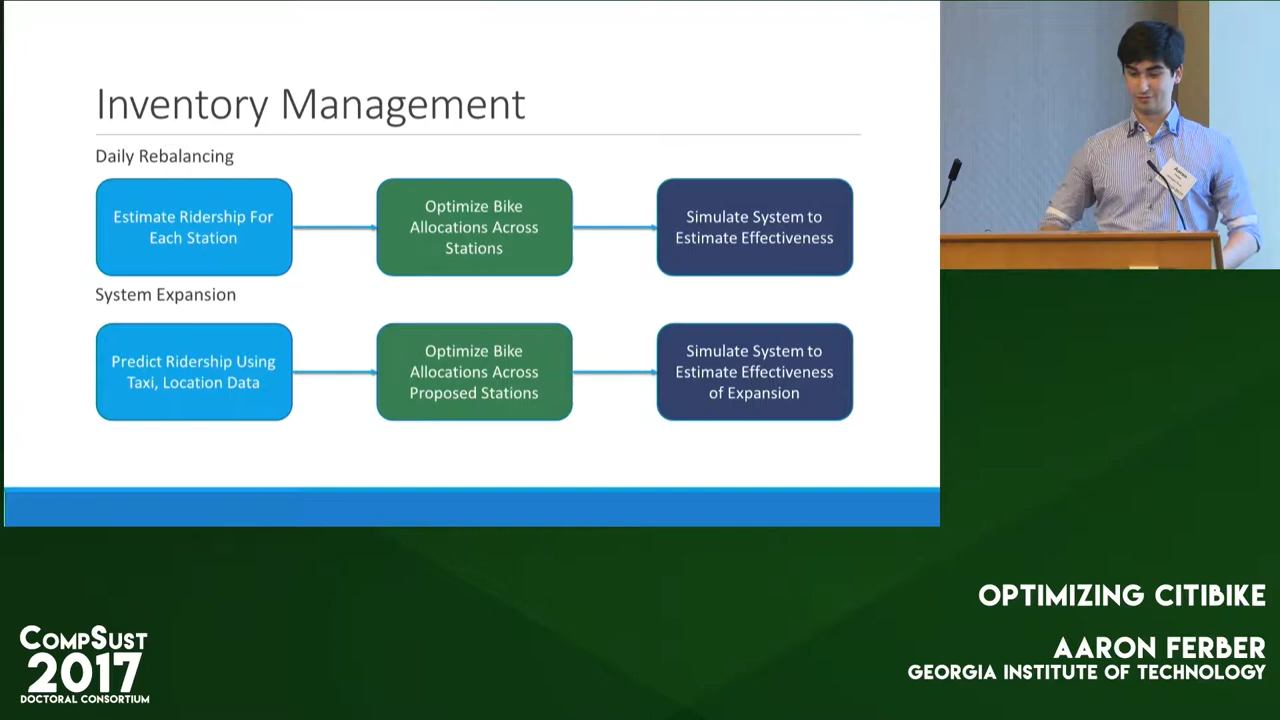 Inventory Management
Daily Rebalancing
Estimate Ridership For
Each Station
Optimize Bike
Allocations Across
Stations
Simulate System to
Estimate Effectiveness
System Expansion
Predict Ridership Using
Taxi, Location Data
Optimize Bike
Allocations Across
Proposed Stations
Simulate System to
Estimate Effectiveness
of Expansion
OPTIMIZING CITIBIKE
AARON FERBER
GEORGIA INSTITUTE OF TECHNOLOGY
COMPSUST
2017
DOCTORAL CONSORTIUM